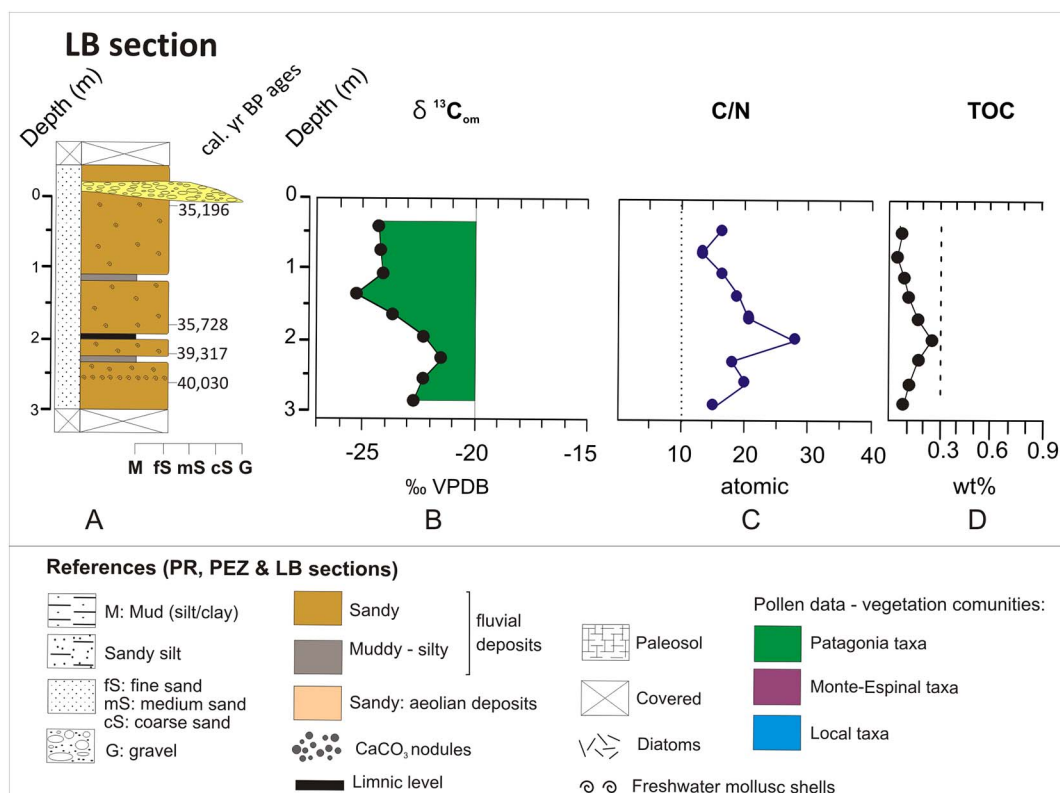 LB section
Depth (m)
cal. yr BP ages
Depth (m)
δ ¹³Cₒₘ
C/N
TOC
0
35,196
1
35,728
2
39,317
40,030
3
M fS mS cS G
A
0
1
2
3
-25 -20 -15
‰ VPDB
B
10 20 30 40
atomic
C
0.3 0.6 0.9
wt%
D
References (PR, PEZ & LB sections)
M: Mud (silt/clay)
Sandy silt
fS: fine sand
mS: medium sand
cS: coarse sand
G: gravel
Sandy
Muddy - silty
fluvial
deposits
Sandy: aeolian deposits
CaCO₃ nodules
Limnic level
Paleosol
Covered
Diatoms
Freshwater mollusc shells
Pollen data - vegetation comunities:
Patagonia taxa
Monte-Espinal taxa
Local taxa